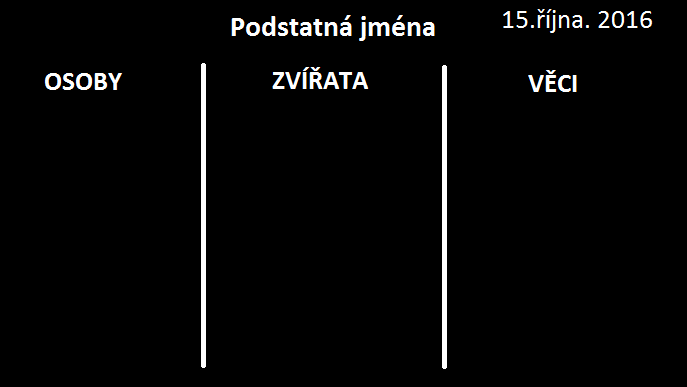 Podstatná jména
15.října. 2016
OSOBY
ZVÍŘATA
VĚCI